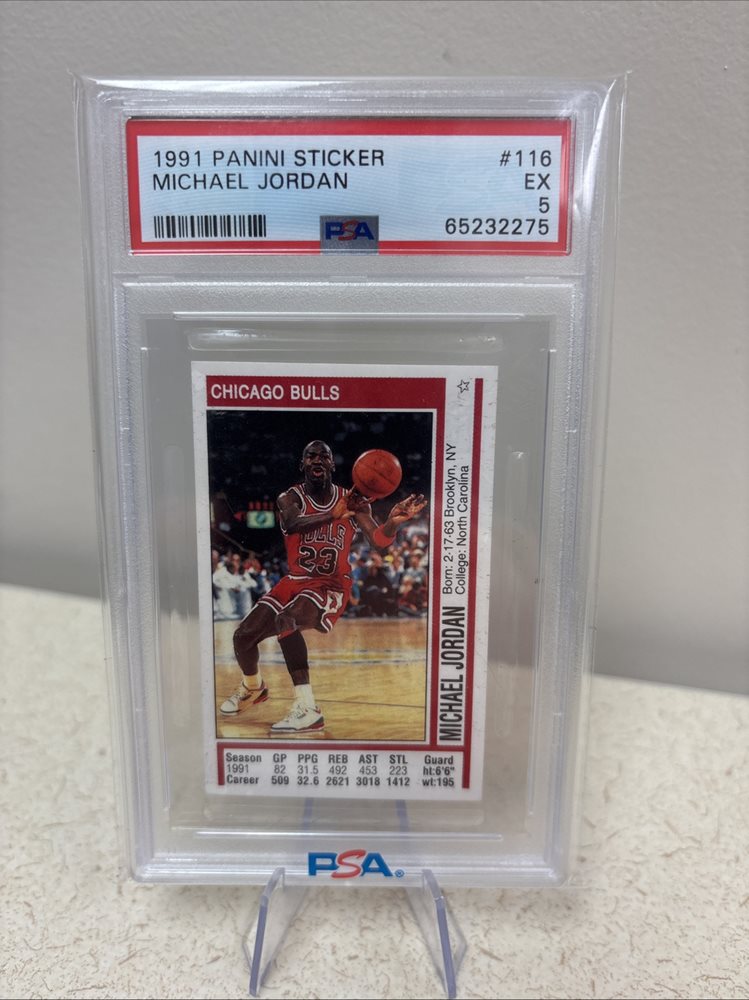 1991 PANINI STICKER #116
MICHAEL JORDAN EX
5
PSA 65232275
CHICAGO BULLS
BULLS
23
MICHAEL JORDAN
Born: 2-17-63 Brooklyn, NY
College: North Carolina
Season GP PPG REB AST STL Guard
1991 82 31.5 492 453 223 ht:6'6"
Career 509 32.6 2621 3018 1412 wt:195
PSA®